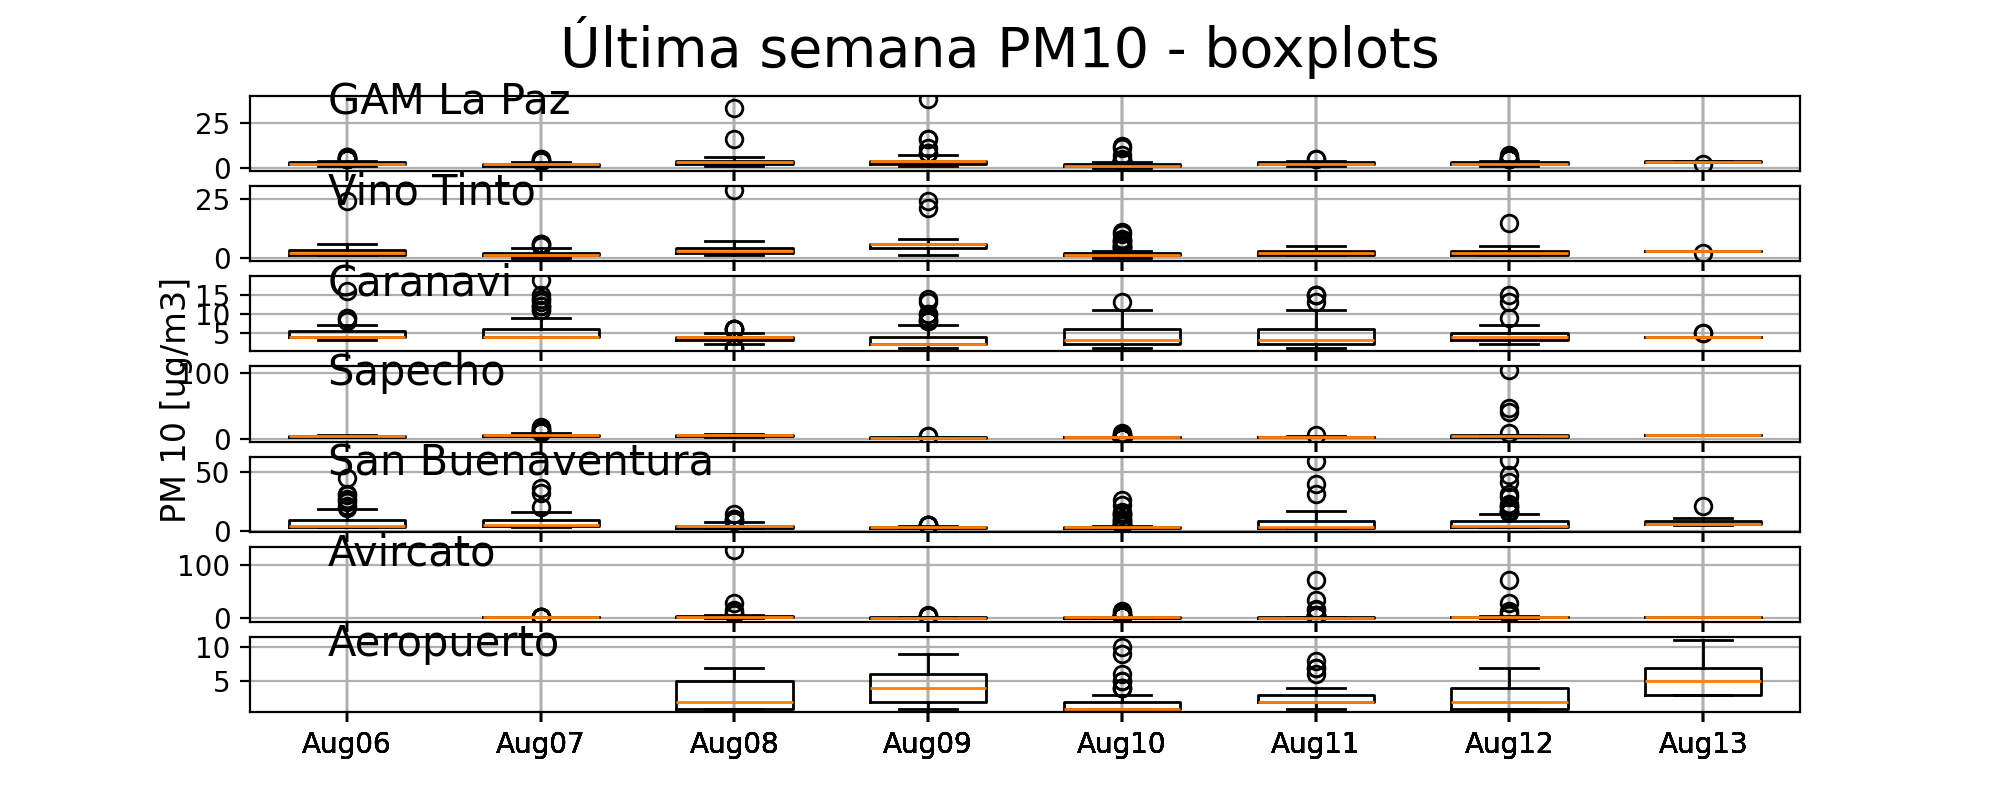 Última semana PM10 - boxplots
PM 10 [ug/m3]
GAM La Paz
25
0
Vino Tinto
25
0
Caranavi
15
10
5
Sapecho
100
0
San Buenaventura
50
0
Avircato
100
0
Aeropuerto
10
5
Aug06 Aug07 Aug08 Aug09 Aug10 Aug11 Aug12 Aug13